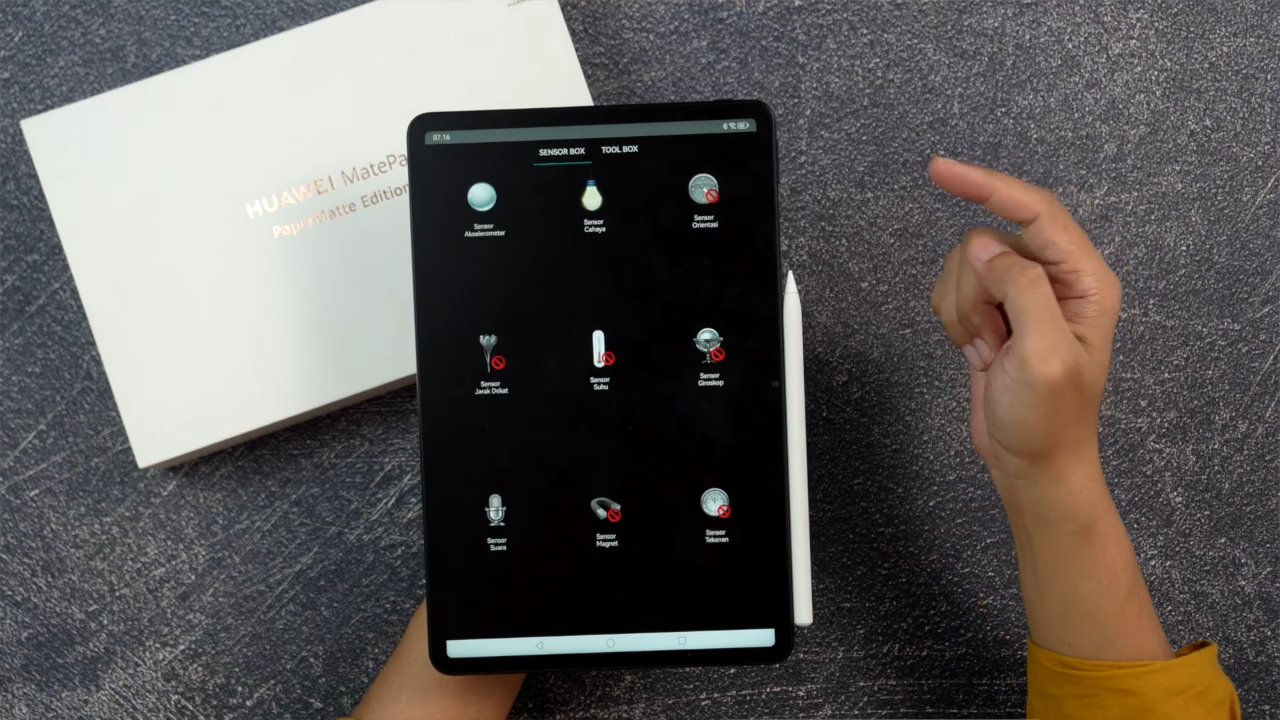 HUAWEI MatePa
PaperMatte Edition
07.16
SENSOR BOX
TOOL BOX
Sensor
Akselerometer
Sensor
Cahaya
Sensor
Orientasi
Sensor
Jarak Dekat
Sensor
Suhu
Sensor
Giroskop
Sensor
Suara
Sensor
Magnet
Sensor
Tekanan